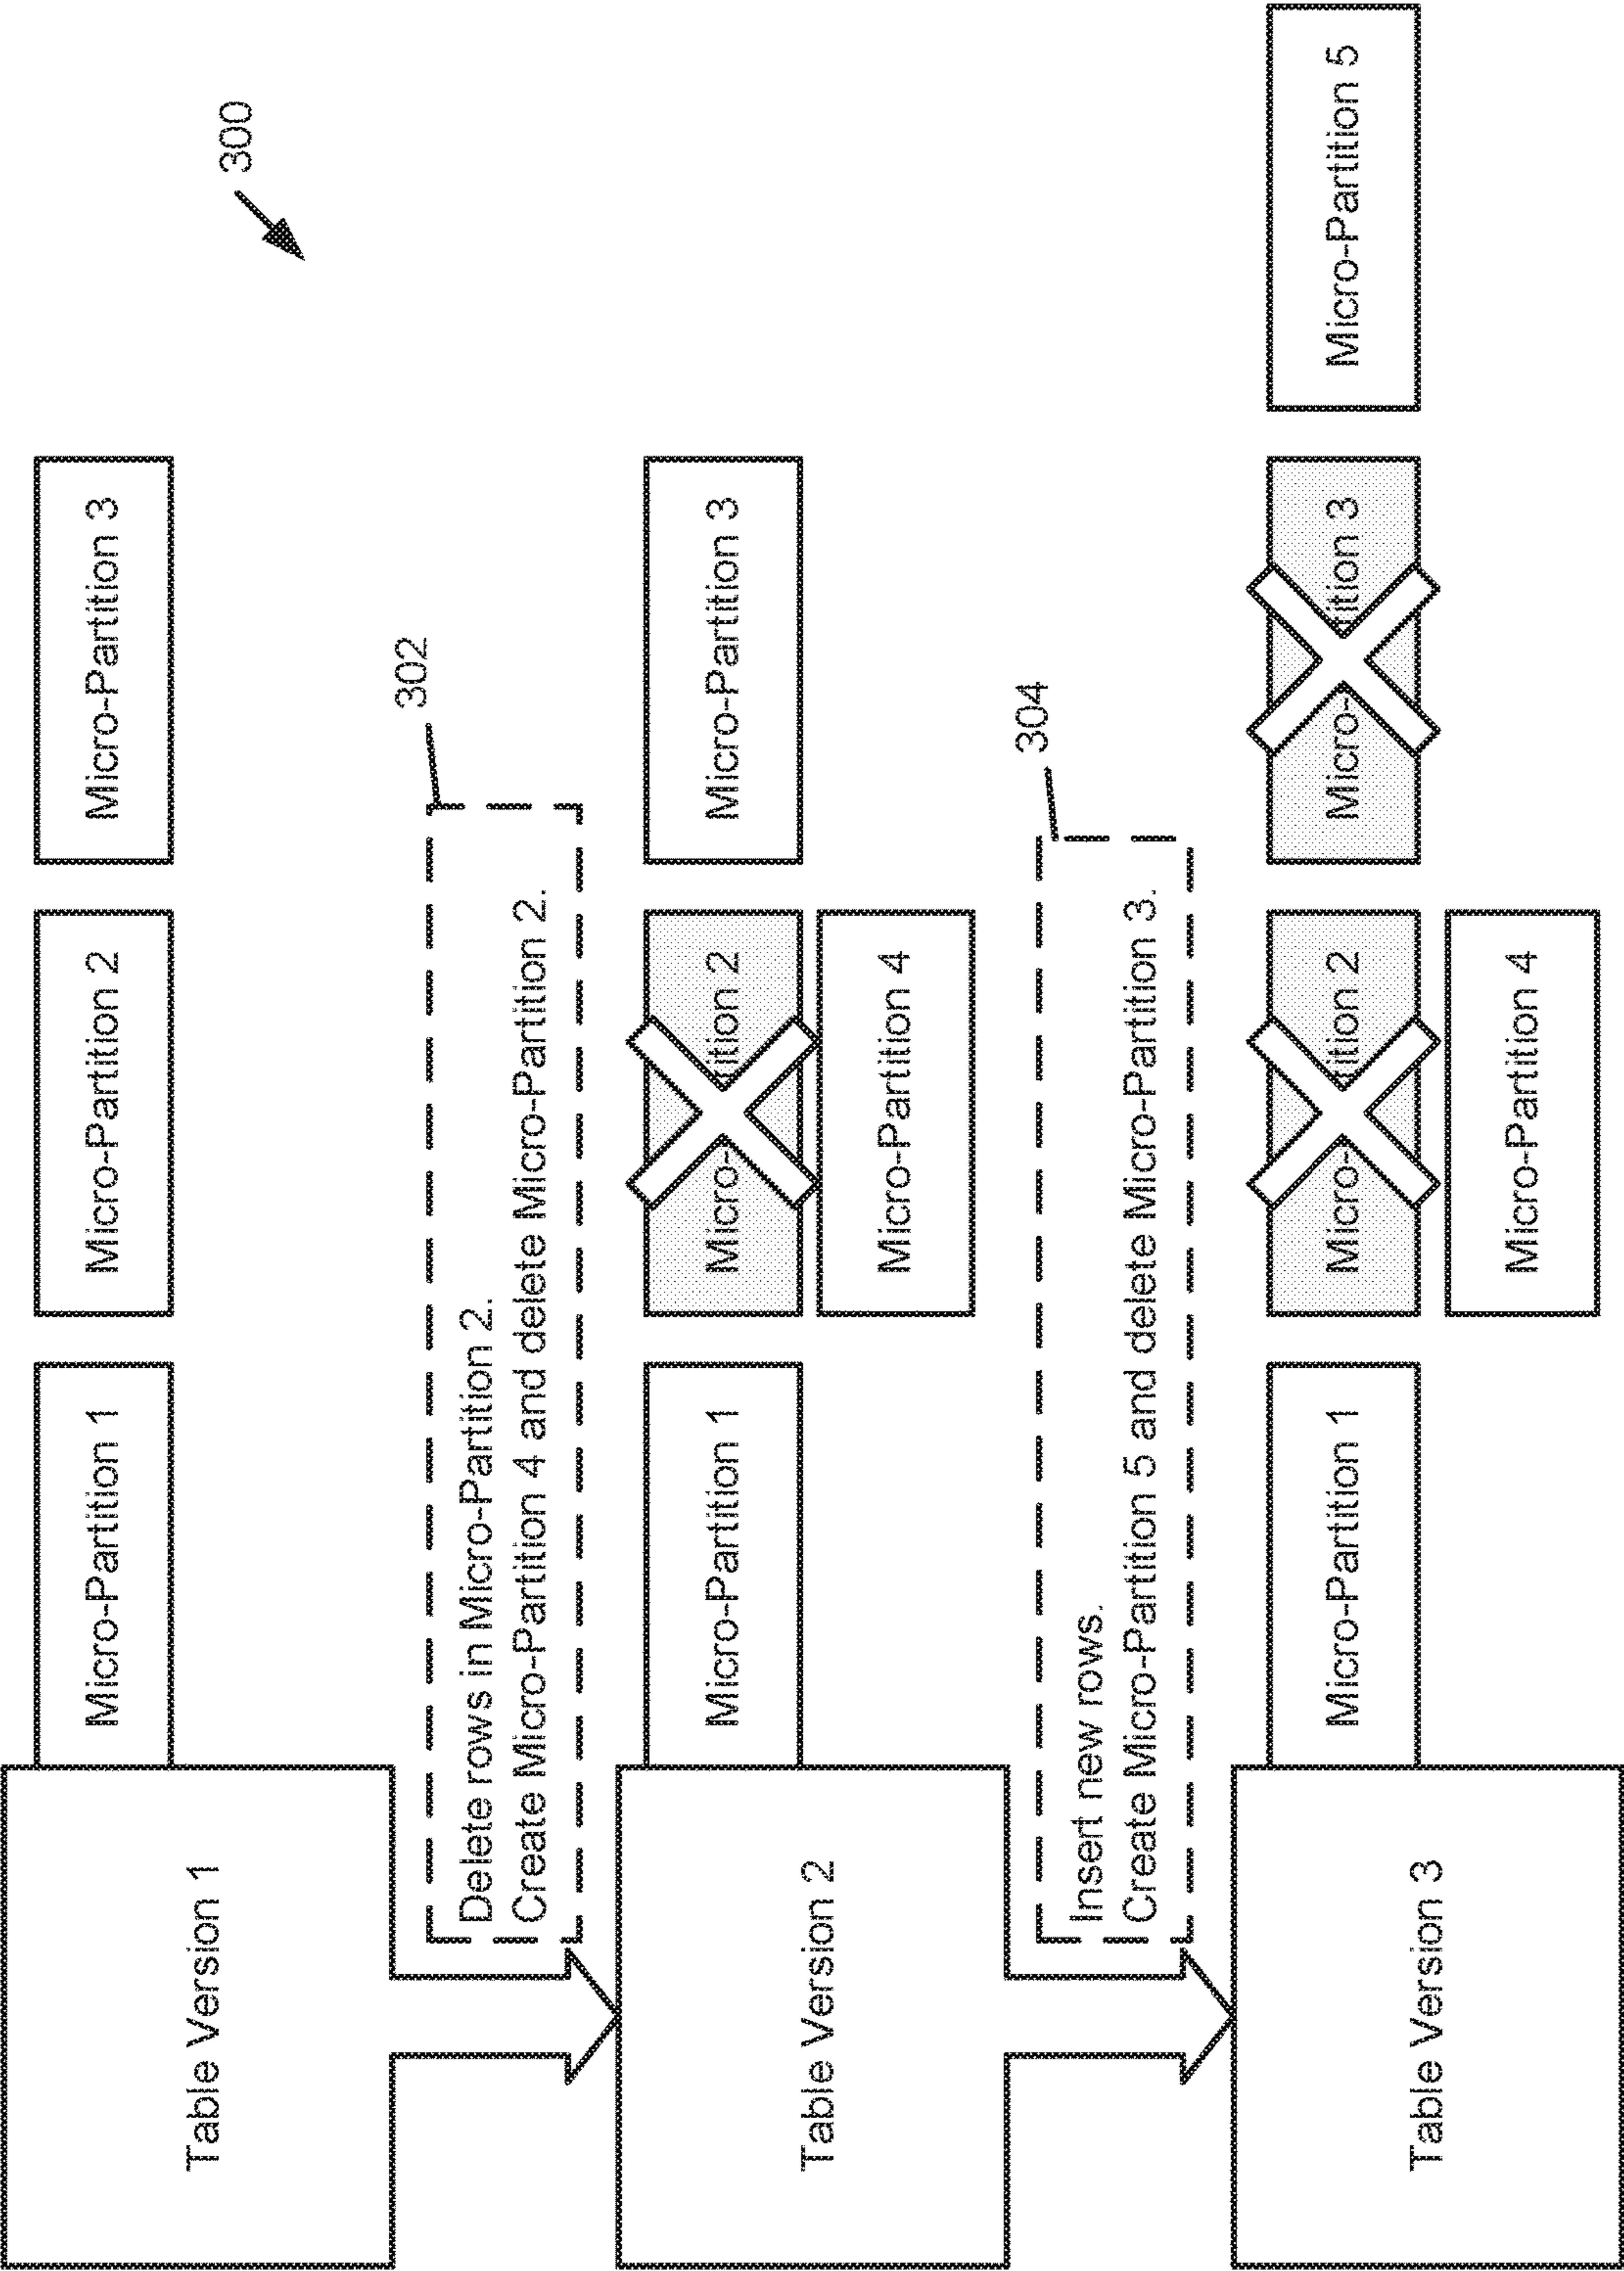 300
Table Version 1
Micro-Partition 1
Micro-Partition 2
Micro-Partition 3
302
Delete rows in Micro-Partition 2.
Create Micro-Partition 4 and delete Micro-Partition 2.
Table Version 2
Micro-Partition 1
Micro- tition 2
Micro-Partition 3
Micro-Partition 4
304
Insert new rows.
Create Micro-Partition 5 and delete Micro-Partition 3.
Table Version 3
Micro-Partition 1
Micro- tition 2
Micro- tition 3
Micro-Partition 5
Micro-Partition 4